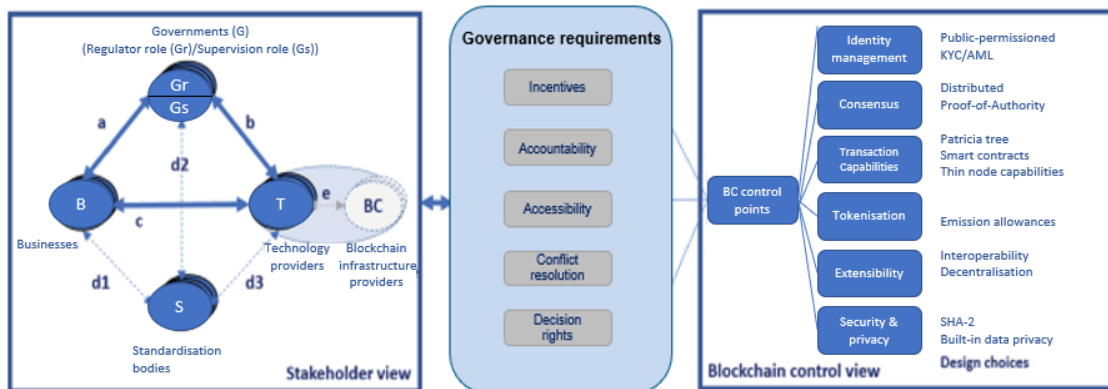 Governments (G)
(Regulator role (Gr)/Supervision role (Gs))
Gr
Gs
a
b
d2
B
c
T
e
BC
Businesses
Technology
providers
Blockchain
infrastructure
providers
d1
d3
S
Standardisation
bodies
Stakeholder view
Governance requirements
Incentives
Accountability
Accessibility
Conflict
resolution
Decision
rights
BC control
points
Identity
management
Public-permissioned
KYC/AML
Consensus
Distributed
Proof-of-Authority
Transaction
Capabilities
Patricia tree
Smart contracts
Thin node capabilities
Tokenisation
Emission allowances
Extensibility
Interoperability
Decentralisation
Security &
privacy
SHA-2
Built-in data privacy
Design choices
Blockchain control view